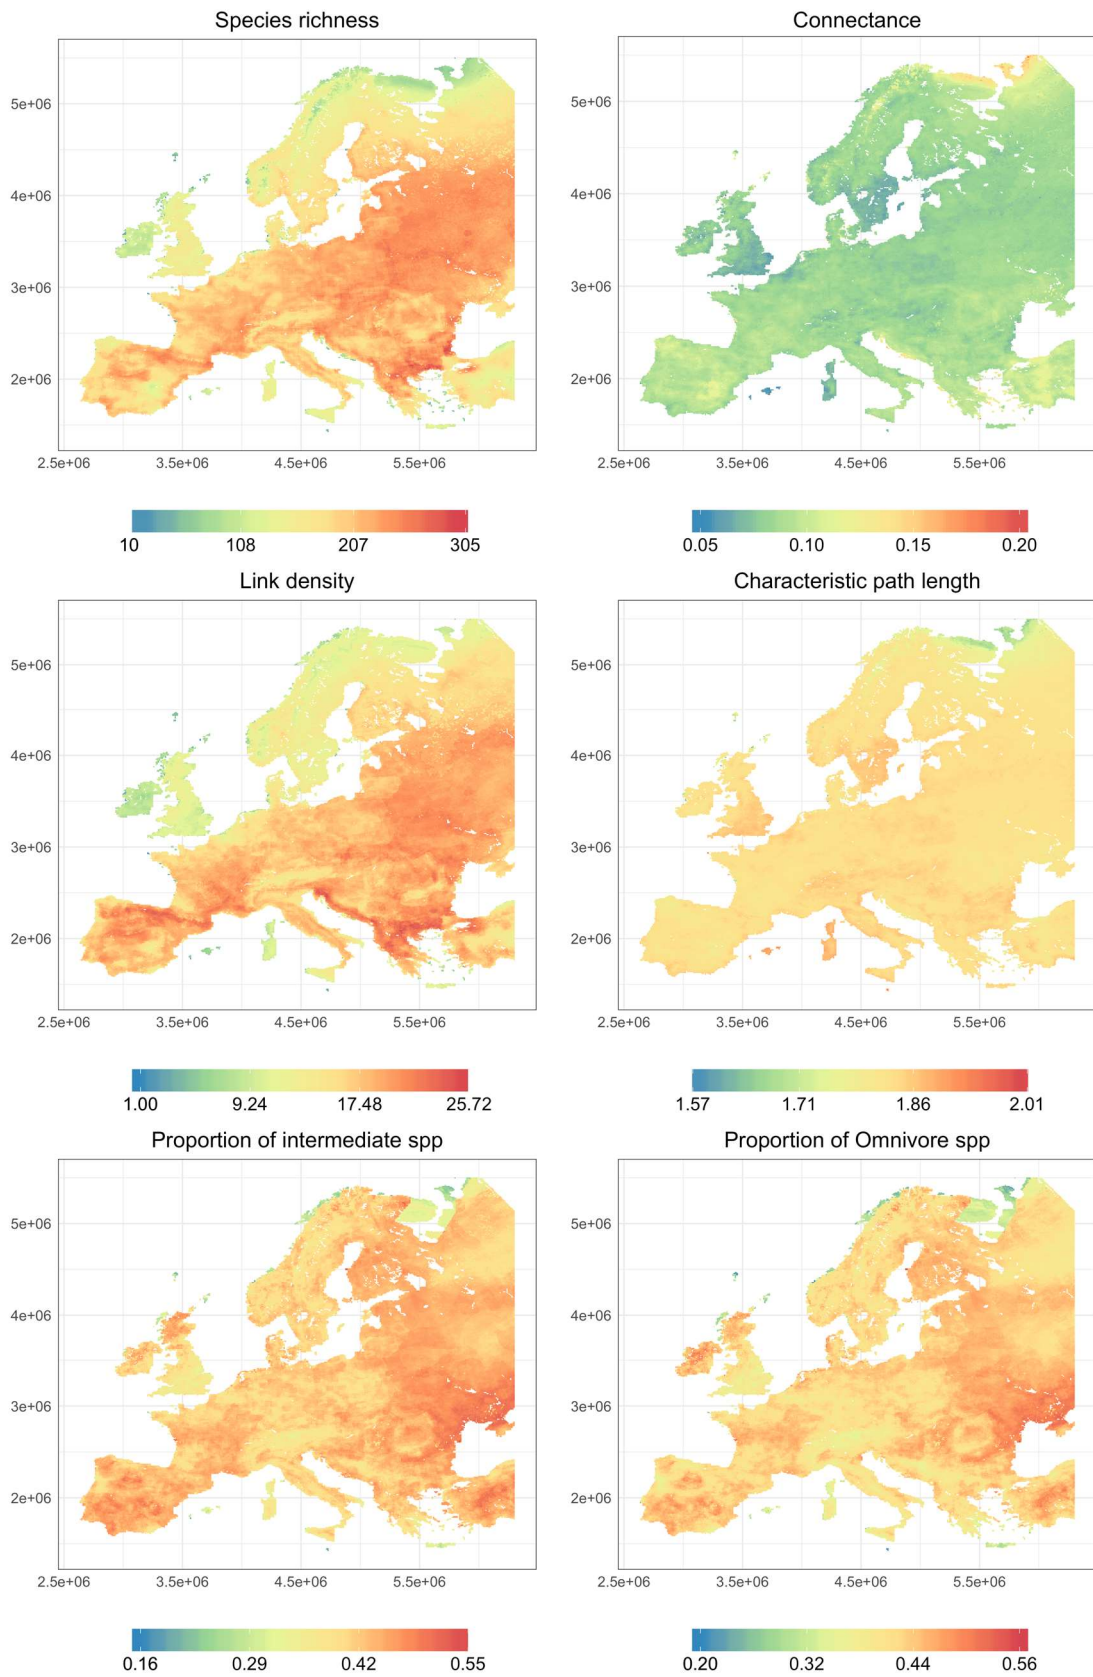 Species richness
Connectance
5e+06
4e+06
3e+06
2e+06
2.5e+06 3.5e+06 4.5e+06 5.5e+06
5e+06
4e+06
3e+06
2e+06
2.5e+06 3.5e+06 4.5e+06 5.5e+06
10 108 207 305
0.05 0.10 0.15 0.20
Link density
Characteristic path length
5e+06
4e+06
3e+06
2e+06
2.5e+06 3.5e+06 4.5e+06 5.5e+06
5e+06
4e+06
3e+06
2e+06
2.5e+06 3.5e+06 4.5e+06 5.5e+06
1.00 9.24 17.48 25.72
1.57 1.71 1.86 2.01
Proportion of intermediate spp
Proportion of Omnivore spp
5e+06
4e+06
3e+06
2e+06
2.5e+06 3.5e+06 4.5e+06 5.5e+06
5e+06
4e+06
3e+06
2e+06
2.5e+06 3.5e+06 4.5e+06 5.5e+06
0.16 0.29 0.42 0.55
0.20 0.32 0.44 0.56